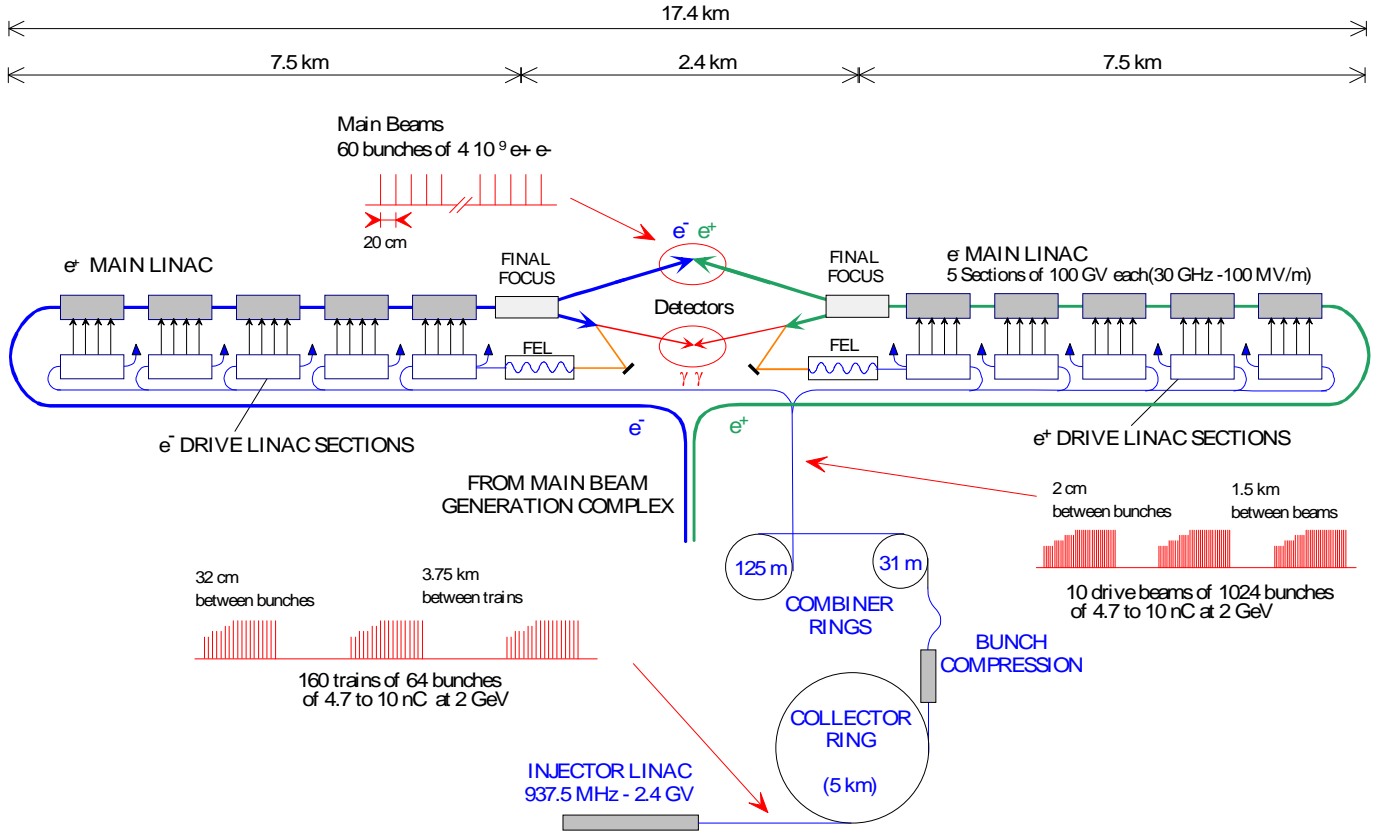 17.4 km
7.5 km
2.4 km
7.5 km
Main Beams
60 bunches of 4 10⁹ e+ e-
20 cm
e⁻ e⁺
e⁺ MAIN LINAC
FINAL
FOCUS
Detectors
FINAL
FOCUS
e⁻ MAIN LINAC
5 Sections of 100 GV each(30 GHz -100 MV/m)
FEL
γ γ
FEL
e⁻ DRIVE LINAC SECTIONS
e⁻
e⁺
e⁺ DRIVE LINAC SECTIONS
FROM MAIN BEAM
GENERATION COMPLEX
2 cm
between bunches
1.5 km
between beams
10 drive beams of 1024 bunches
of 4.7 to 10 nC at 2 GeV
125 m
31 m
COMBINER
RINGS
BUNCH
COMPRESSION
32 cm
between bunches
3.75 km
between trains
160 trains of 64 bunches
of 4.7 to 10 nC at 2 GeV
COLLECTOR
RING
(5 km)
INJECTOR LINAC
937.5 MHz - 2.4 GV